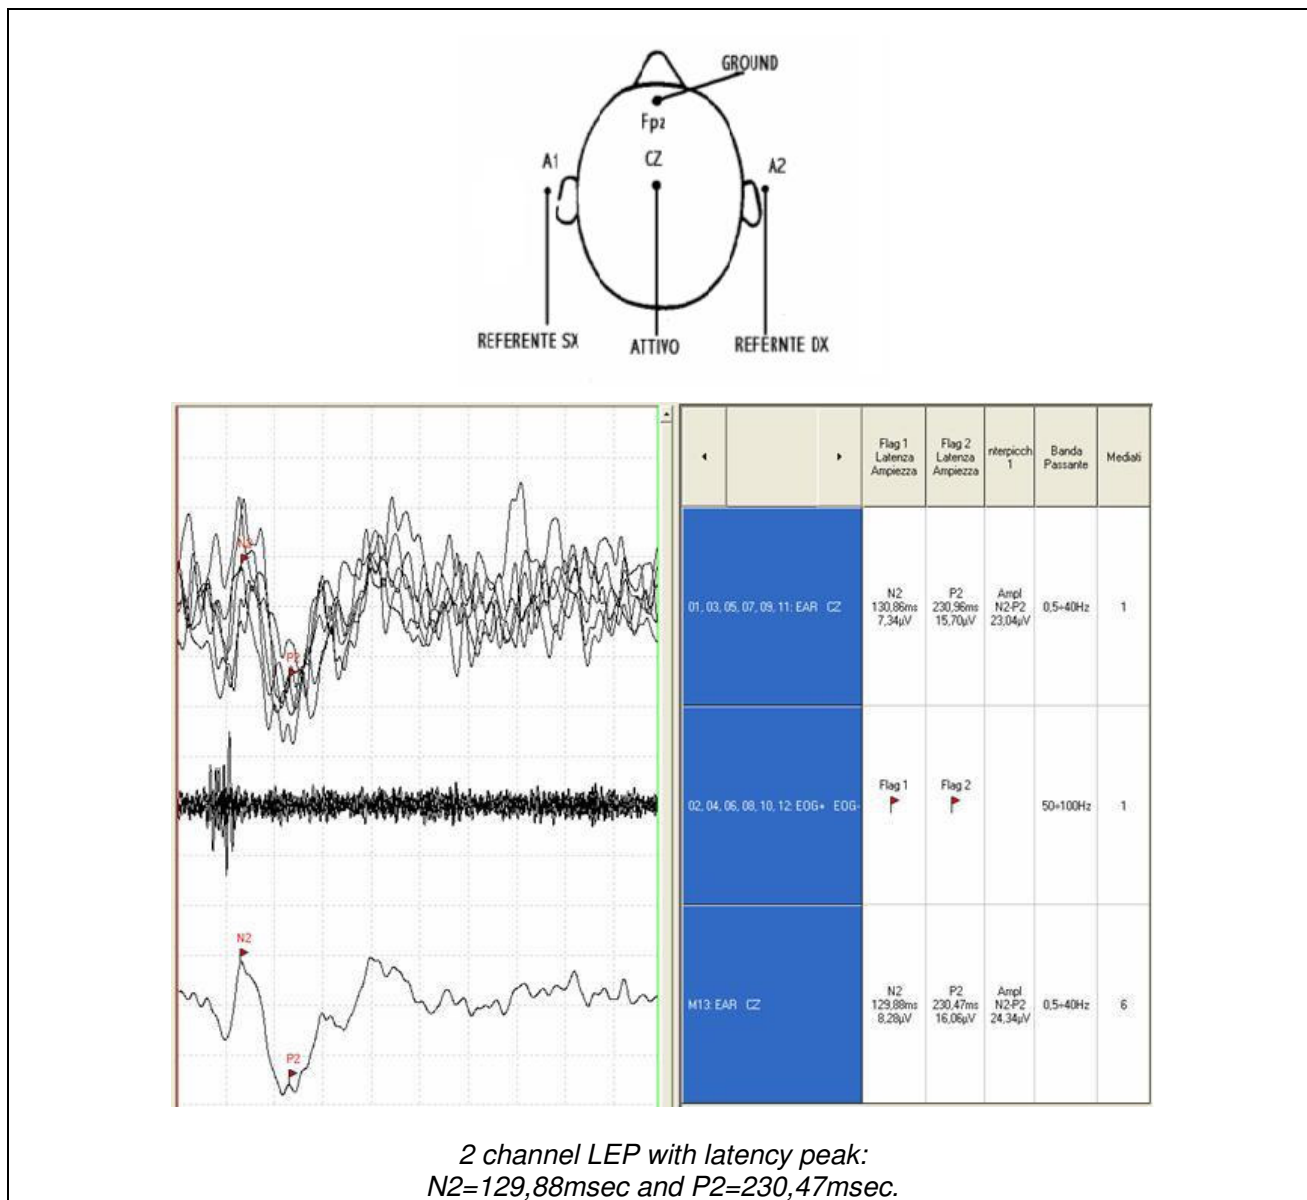 GROUND
Fpz
A1
CZ
A2
REFERENTE SX
ATTIVO
REFERNTE DX
Flag 1
Latenza
Ampiezza
Flag 2
Latenza
Ampiezza
nterpicch
1
Banda
Passante
Mediati
N2
P2
01, 03, 05, 07, 09, 11: EAR CZ
N2
130,86ms
7,34µV
P2
230,96ms
15,70µV
Ampl
N2-P2
23,04µV
0,5÷40Hz
1
02, 04, 06, 08, 10, 12: EOG+ EOG-
Flag 1
Flag 2
50÷100Hz
1
N2
P2
M13: EAR CZ
N2
129,88ms
8,28µV
P2
230,47ms
16,06µV
Ampl
N2-P2
24,34µV
0,5÷40Hz
6
2 channel LEP with latency peak:
N2=129,88msec and P2=230,47msec.